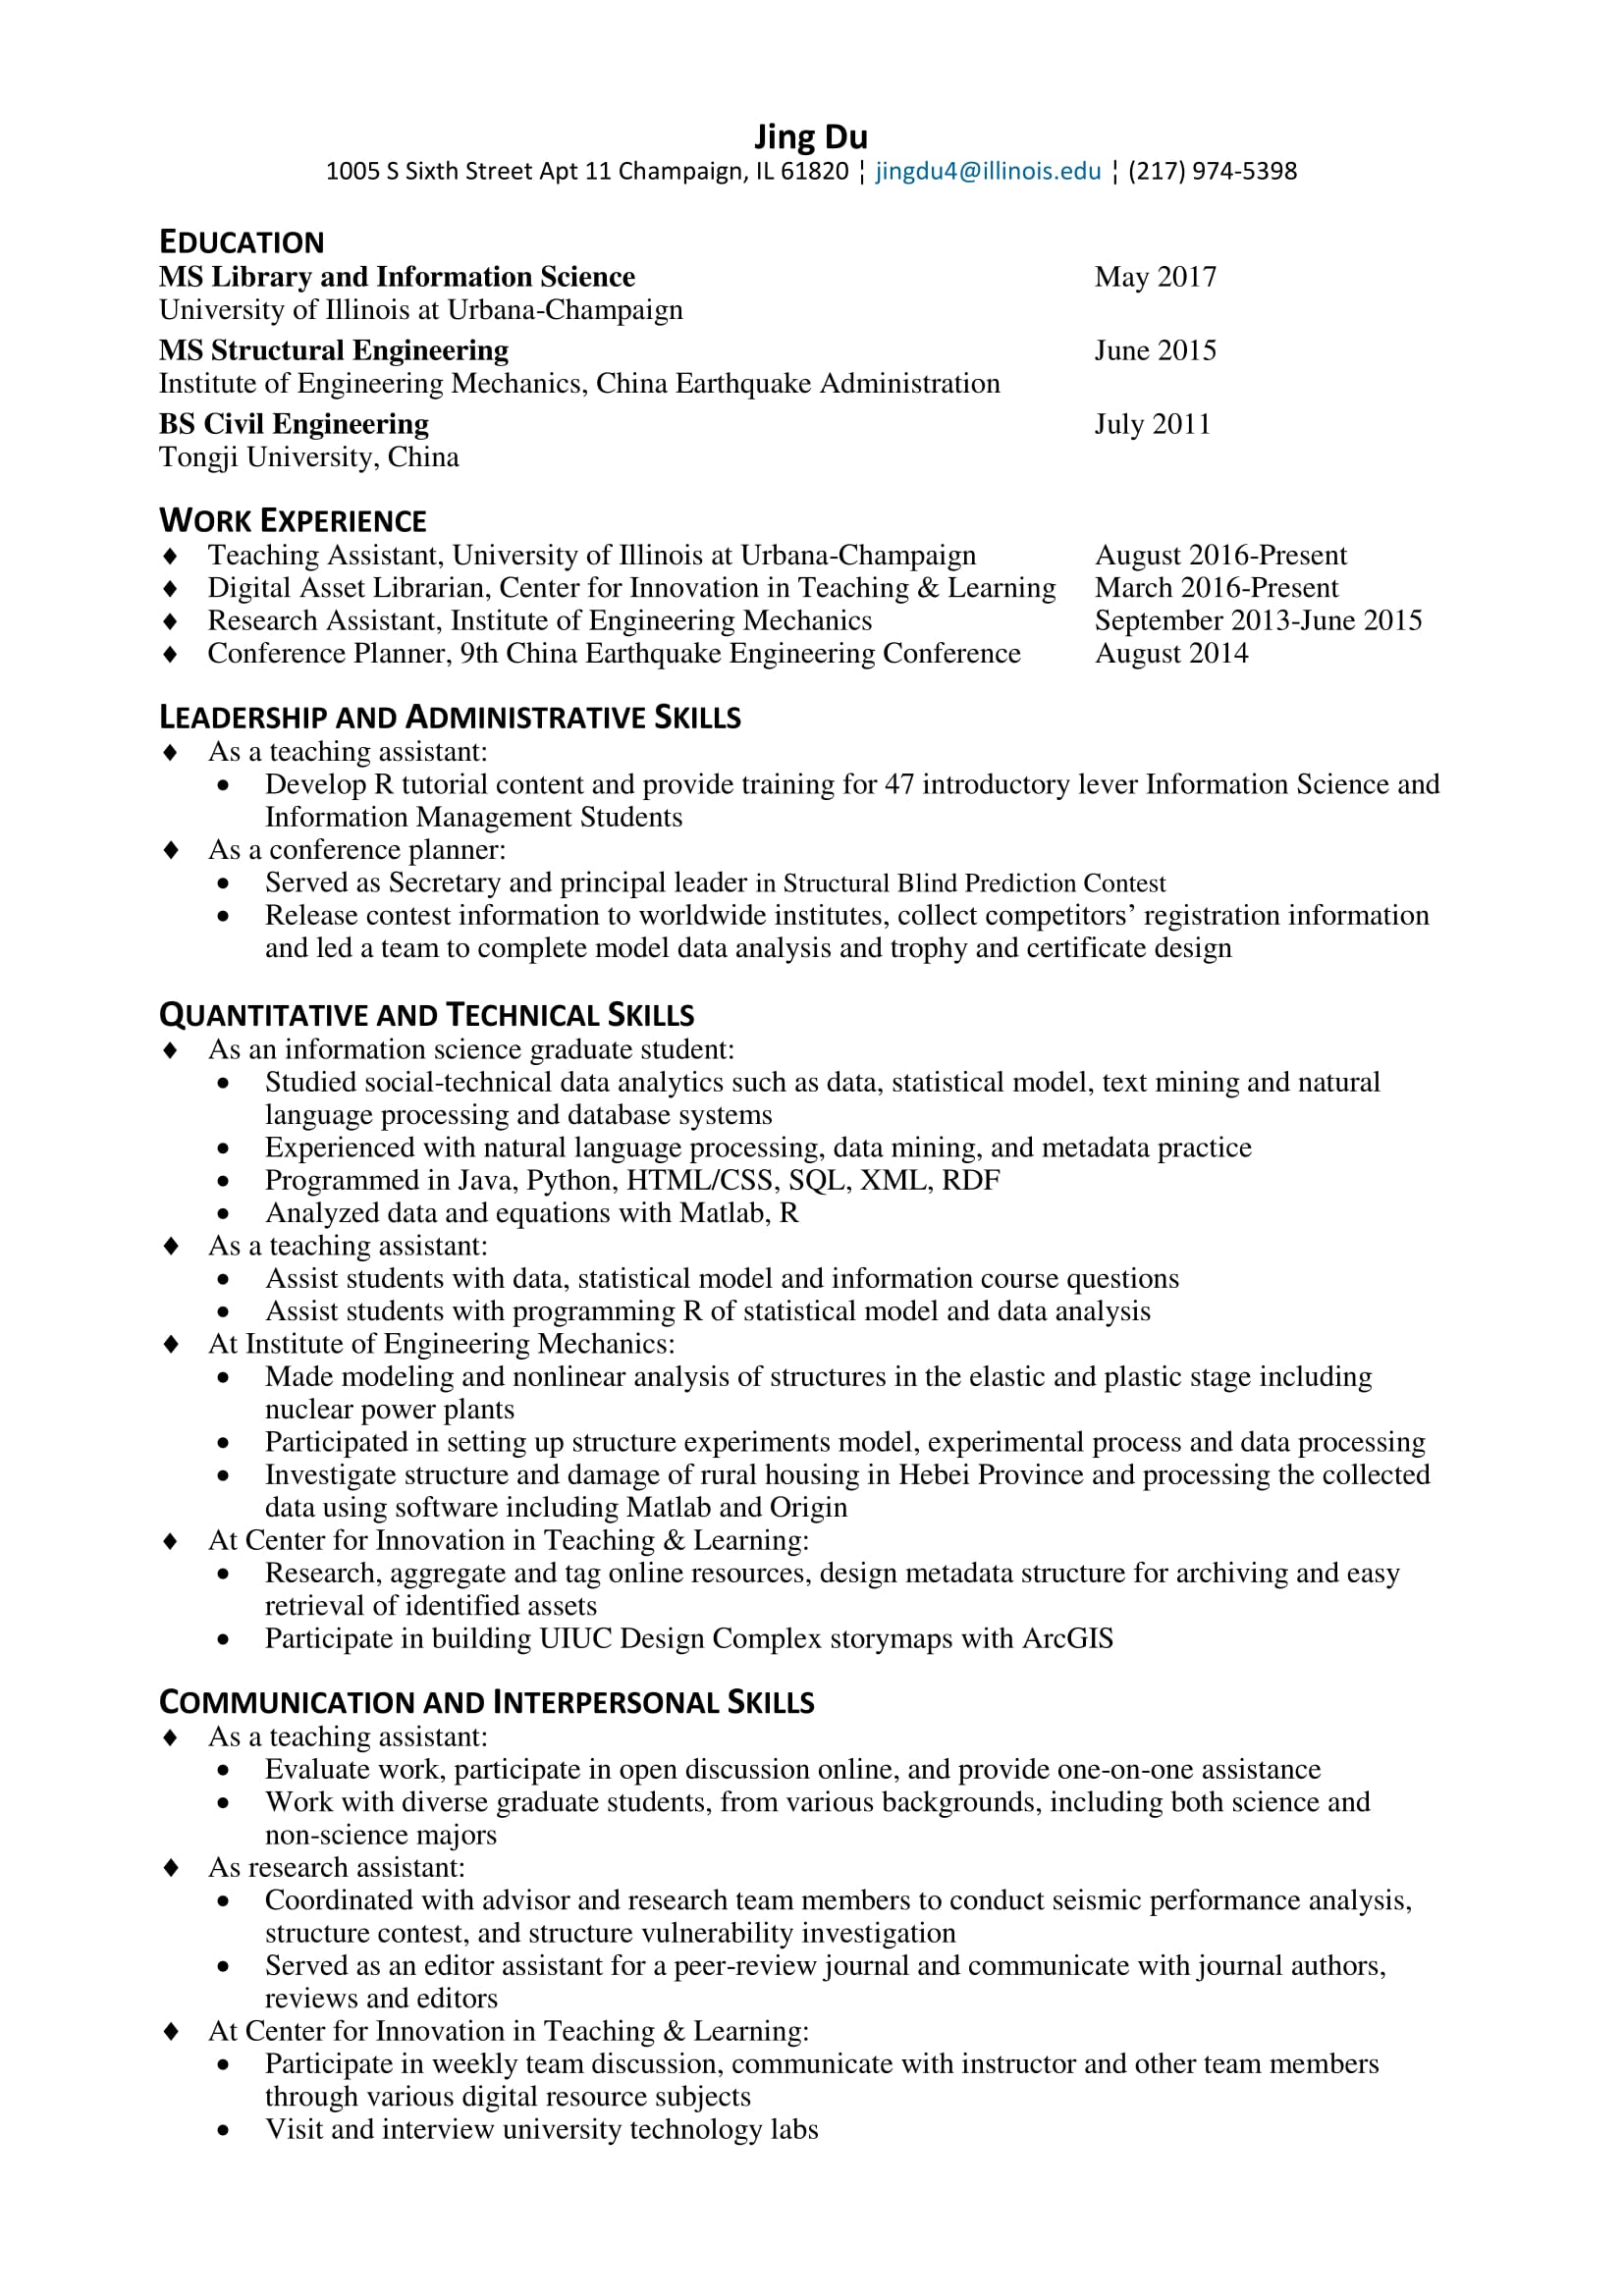 Jing Du
1005 S Sixth Street Apt 11 Champaign, IL 61820 ¦ jingdu4@illinois.edu ¦ (217) 974-5398
EDUCATION
MS Library and Information Science May 2017
University of Illinois at Urbana-Champaign
MS Structural Engineering June 2015
Institute of Engineering Mechanics, China Earthquake Administration
BS Civil Engineering July 2011
Tongji University, China
WORK EXPERIENCE
♦ Teaching Assistant, University of Illinois at Urbana-Champaign August 2016-Present
♦ Digital Asset Librarian, Center for Innovation in Teaching & Learning March 2016-Present
♦ Research Assistant, Institute of Engineering Mechanics September 2013-June 2015
♦ Conference Planner, 9th China Earthquake Engineering Conference August 2014
LEADERSHIP AND ADMINISTRATIVE SKILLS
♦ As a teaching assistant:
• Develop R tutorial content and provide training for 47 introductory lever Information Science and
Information Management Students
♦ As a conference planner:
• Served as Secretary and principal leader in Structural Blind Prediction Contest
• Release contest information to worldwide institutes, collect competitors’ registration information
and led a team to complete model data analysis and trophy and certificate design
QUANTITATIVE AND TECHNICAL SKILLS
♦ As an information science graduate student:
• Studied social-technical data analytics such as data, statistical model, text mining and natural
language processing and database systems
• Experienced with natural language processing, data mining, and metadata practice
• Programmed in Java, Python, HTML/CSS, SQL, XML, RDF
• Analyzed data and equations with Matlab, R
♦ As a teaching assistant:
• Assist students with data, statistical model and information course questions
• Assist students with programming R of statistical model and data analysis
♦ At Institute of Engineering Mechanics:
• Made modeling and nonlinear analysis of structures in the elastic and plastic stage including
nuclear power plants
• Participated in setting up structure experiments model, experimental process and data processing
• Investigate structure and damage of rural housing in Hebei Province and processing the collected
data using software including Matlab and Origin
♦ At Center for Innovation in Teaching & Learning:
• Research, aggregate and tag online resources, design metadata structure for archiving and easy
retrieval of identified assets
• Participate in building UIUC Design Complex storymaps with ArcGIS
COMMUNICATION AND INTERPERSONAL SKILLS
♦ As a teaching assistant:
• Evaluate work, participate in open discussion online, and provide one-on-one assistance
• Work with diverse graduate students, from various backgrounds, including both science and
non-science majors
♦ As research assistant:
• Coordinated with advisor and research team members to conduct seismic performance analysis,
structure contest, and structure vulnerability investigation
• Served as an editor assistant for a peer-review journal and communicate with journal authors,
reviews and editors
♦ At Center for Innovation in Teaching & Learning:
• Participate in weekly team discussion, communicate with instructor and other team members
through various digital resource subjects
• Visit and interview university technology labs